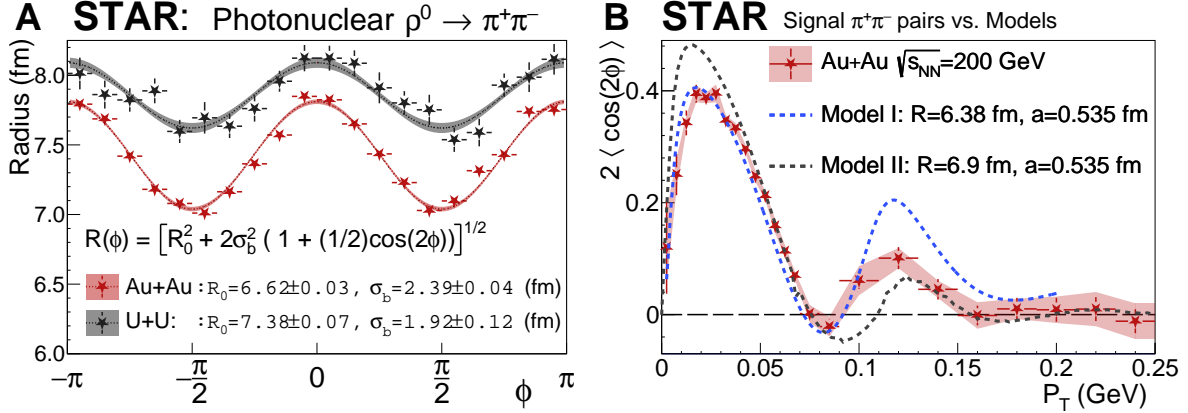 A STAR: Photonuclear ρ⁰ → π⁺π⁻
Radius (fm)
8.0
7.5
7.0
6.5
6.0
R(ϕ) = [R₀² + 2σ_b² ( 1 + (1/2)cos(2ϕ))]^1/2
Au+Au : R₀=6.62±0.03, σ_b=2.39±0.04 (fm)
U+U: : R₀=7.38±0.07, σ_b=1.92±0.12 (fm)
−π −π/2 0 π/2 ϕ π
B STAR Signal π⁺π⁻ pairs vs. Models
2 ⟨ cos(2ϕ) ⟩
0.4
0.2
0
Au+Au √s_NN=200 GeV
Model I: R=6.38 fm, a=0.535 fm
Model II: R=6.9 fm, a=0.535 fm
0 0.05 0.1 0.15 0.2 0.25
P_T (GeV)